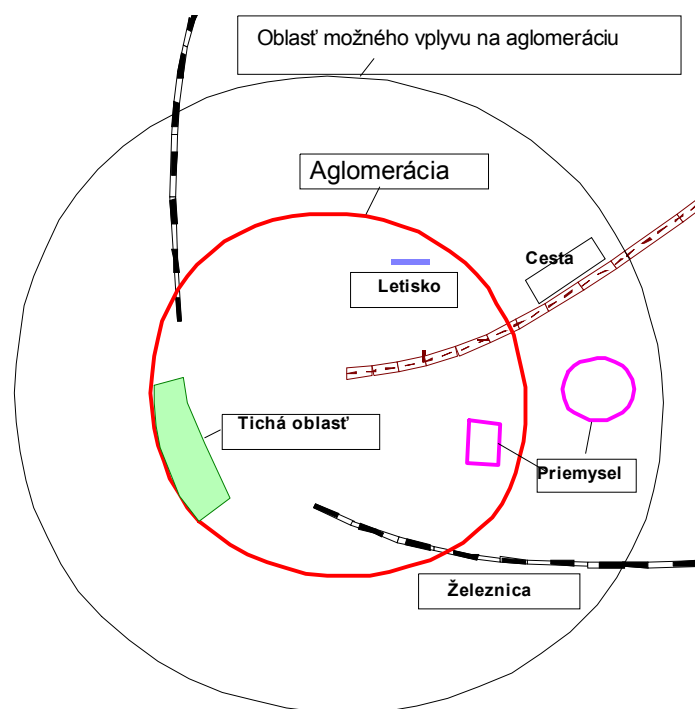 Oblasť možného vplyvu na aglomeráciu
Aglomerácia
Cesta
Letisko
Tichá oblasť
Priemysel
Železnica